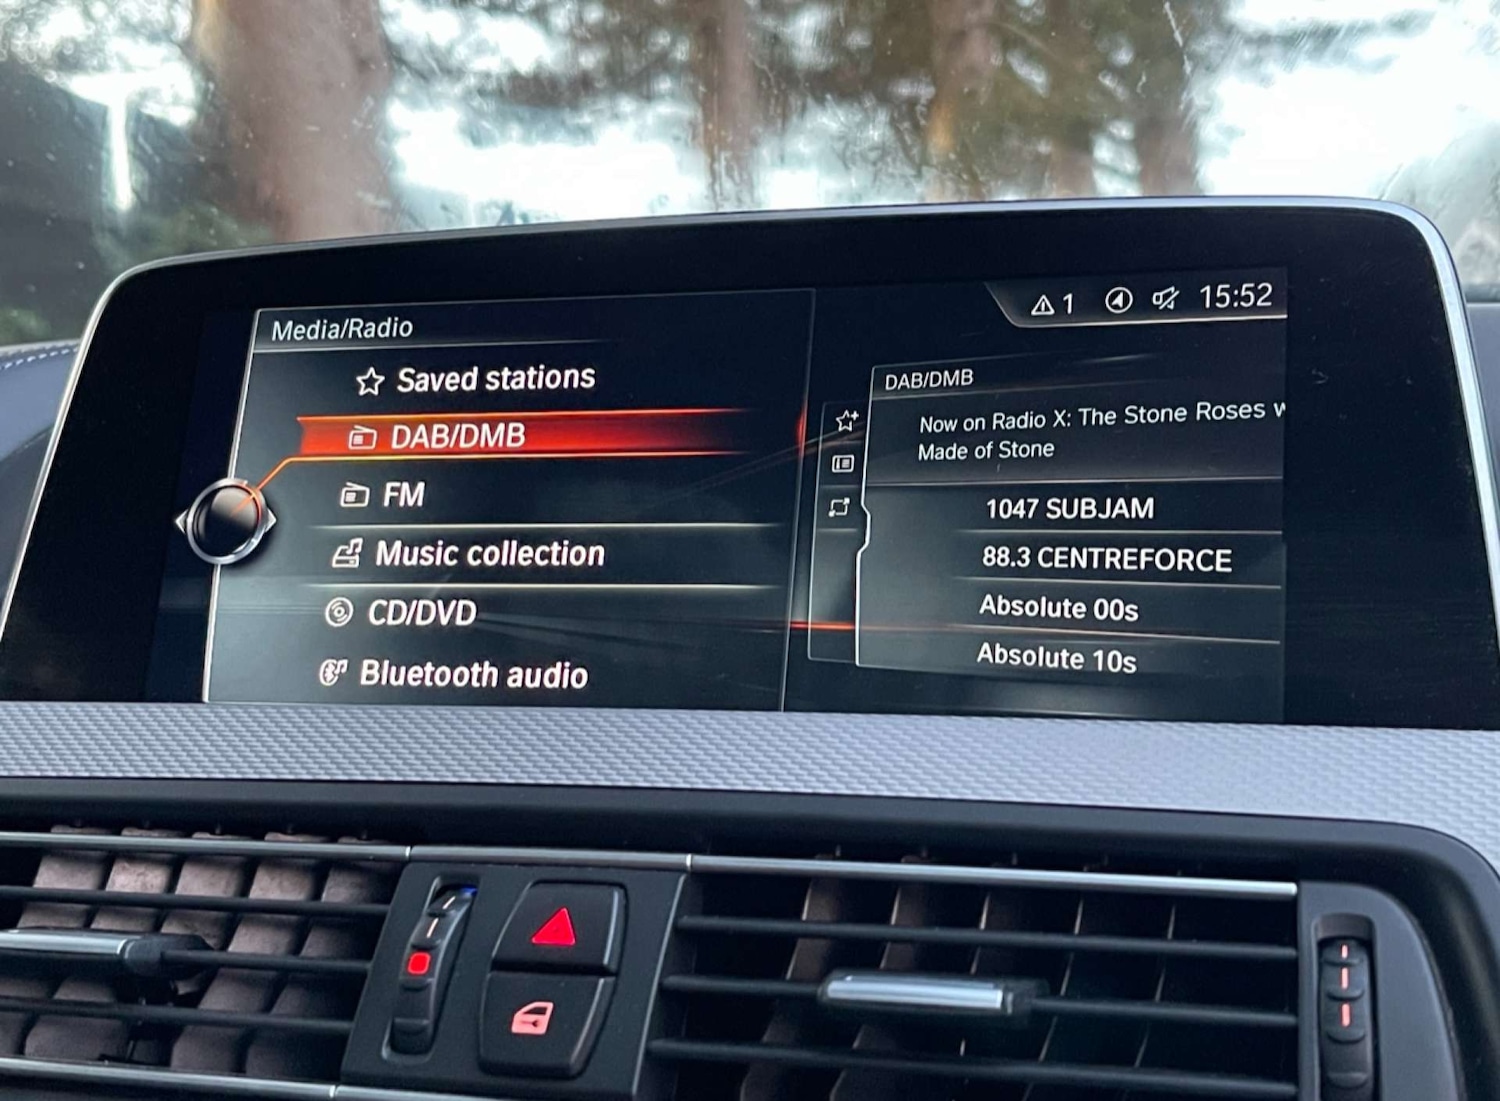 Media/Radio
Saved stations
DAB/DMB
FM
Music collection
CD/DVD
Bluetooth audio
1 15:52
DAB/DMB
Now on Radio X: The Stone Roses w
Made of Stone
1047 SUBJAM
88.3 CENTREFORCE
Absolute 00s
Absolute 10s